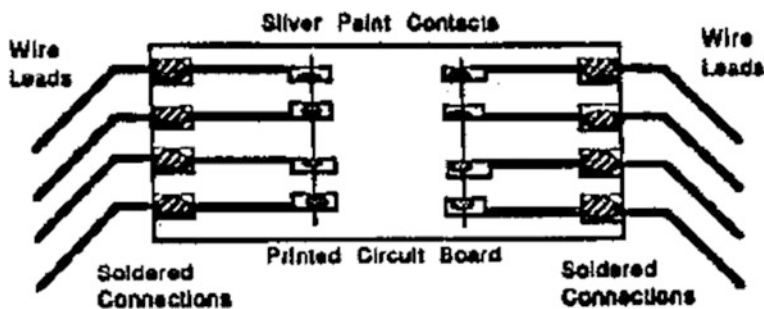 Silver Paint Contacts
Wire
Leads
Wire
Leads
Printed Circuit Board
Soldered
Connections
Soldered
Connections